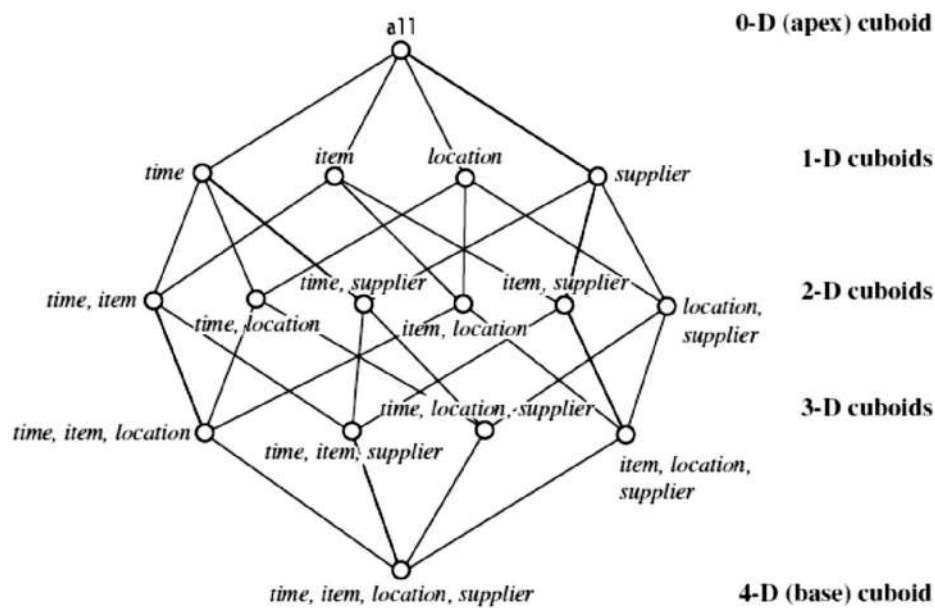 all
0-D (apex) cuboid
time
item
location
supplier
1-D cuboids
time, item
time, location
time, supplier
item, location
item, supplier
location,
supplier
2-D cuboids
time, item, location
time, item, supplier
time, location, supplier
item, location,
supplier
3-D cuboids
time, item, location, supplier
4-D (base) cuboid